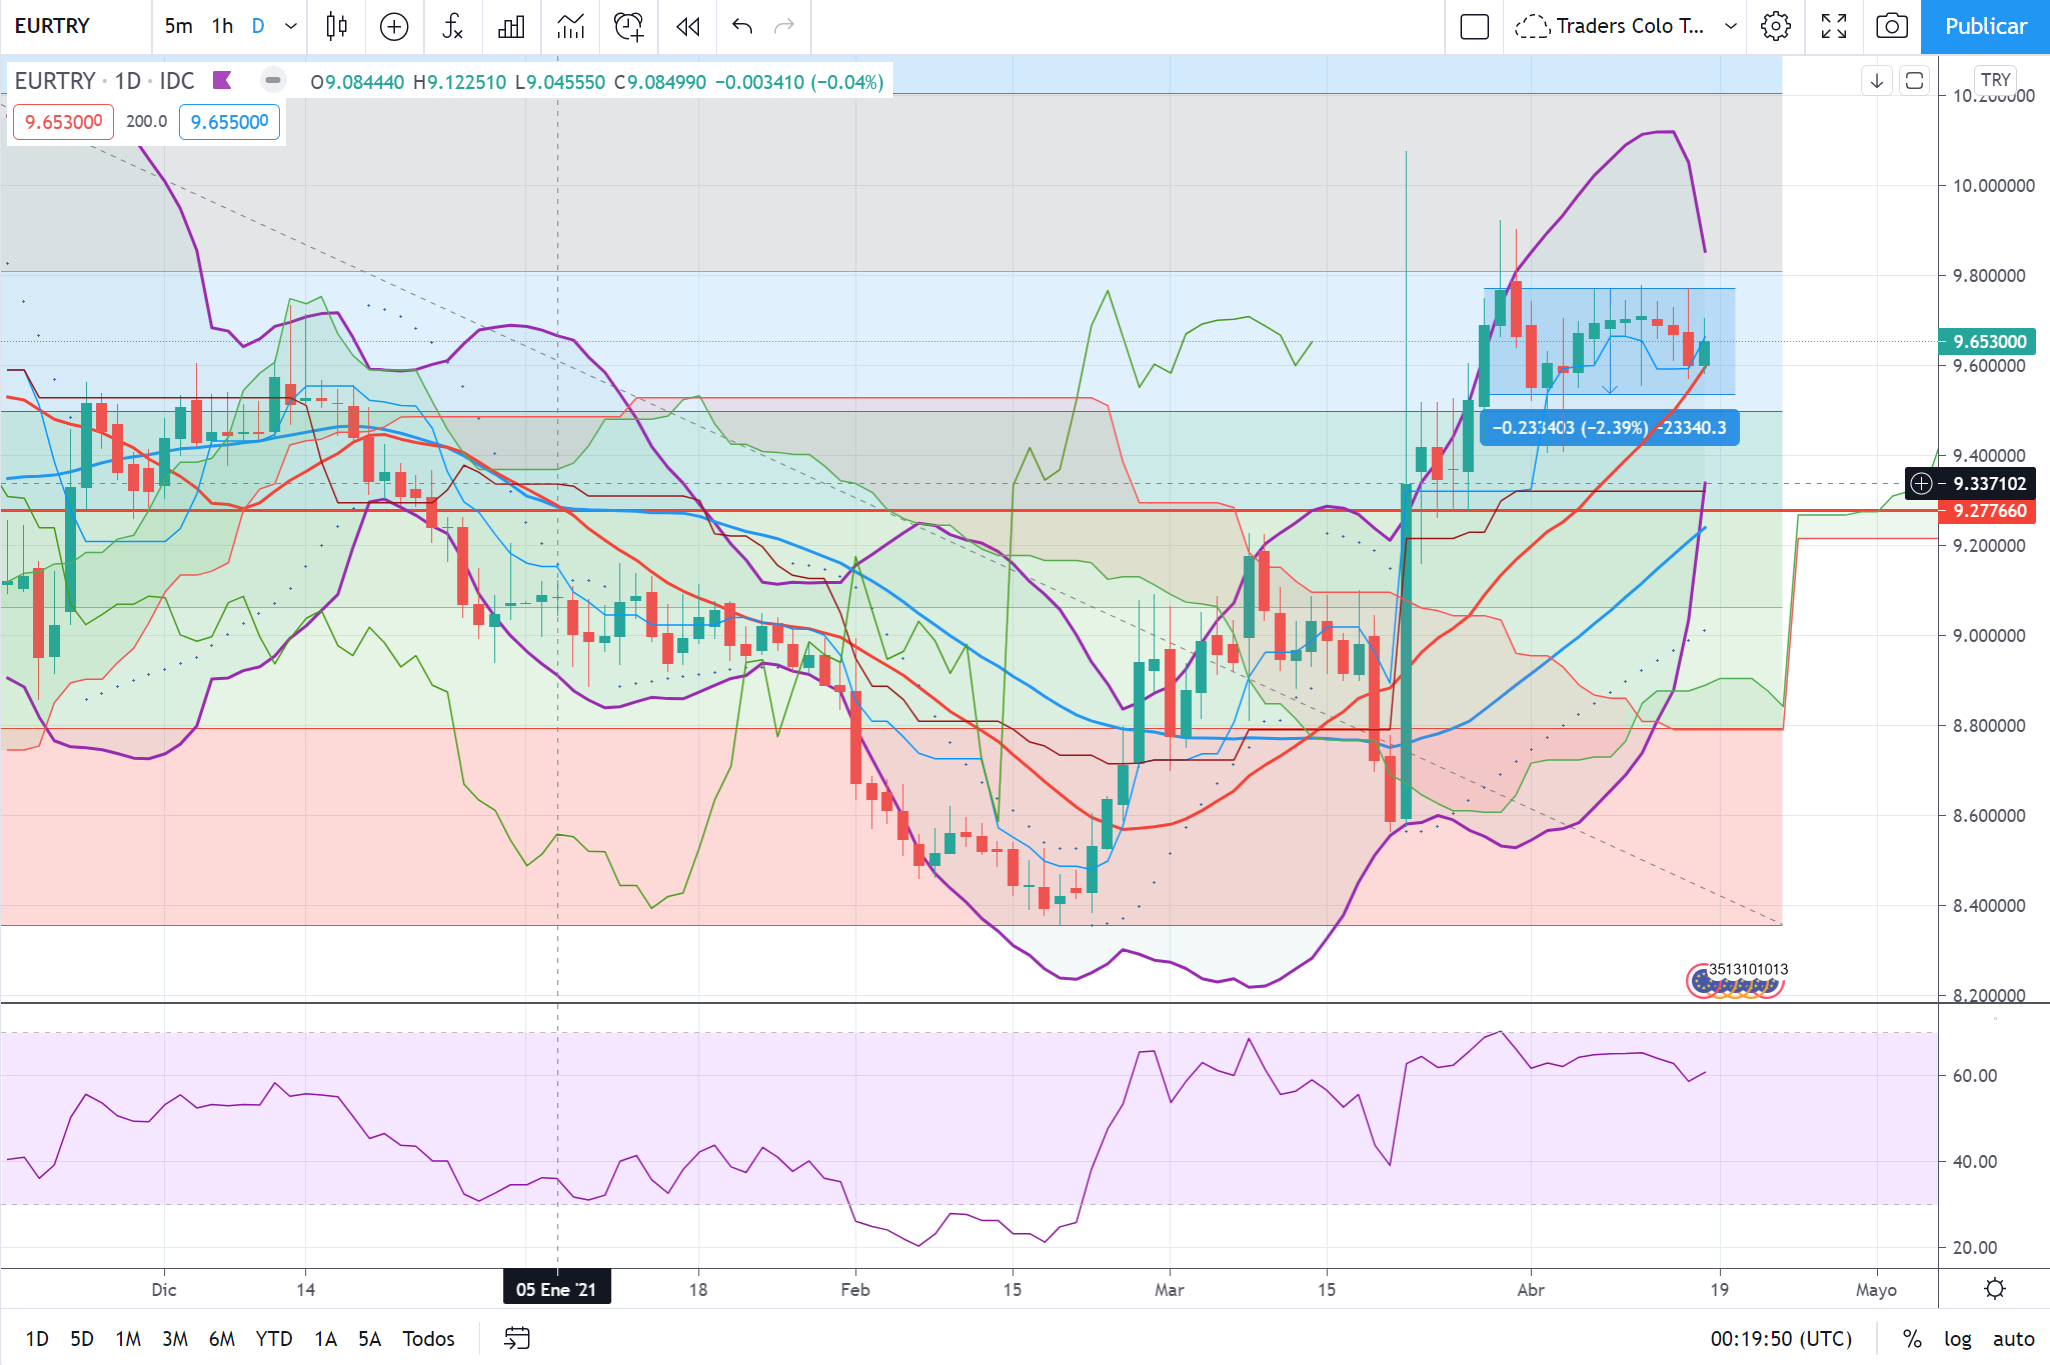 EURTRY 5m 1h D Traders Colo T... Publicar
EURTRY · 1D · IDC O9.084440 H9.122510 L9.045550 C9.084990 −0.003410 (−0.04%)
9.653000 200.0 9.655000
TRY
10.200000
10.000000
9.800000
9.653000
9.600000
−0.233403 (−2.39%) −23340.3
9.400000
9.337102
9.277660
9.200000
9.000000
8.800000
8.600000
8.400000
3513101013
8.200000
60.00
40.00
20.00
Dic 14 05 Ene '21 18 Feb 15 Mar 15 Abr 19 Mayo
1D 5D 1M 3M 6M YTD 1A 5A Todos 00:19:50 (UTC) % log auto